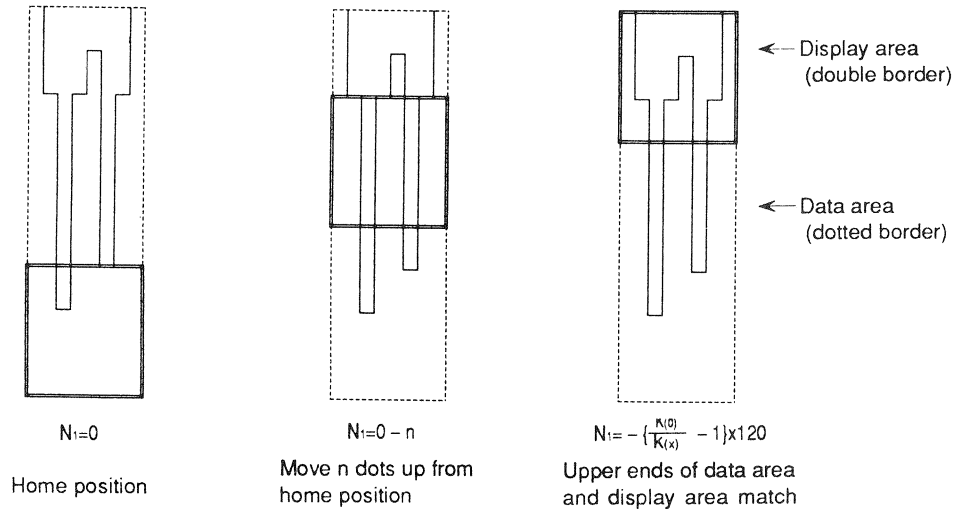 Display area
(double border)
Data area
(dotted border)
N₁=0
N₁=0 – n
N₁= – {K(0)/K(x) – 1}x120
Home position
Move n dots up from
home position
Upper ends of data area
and display area match